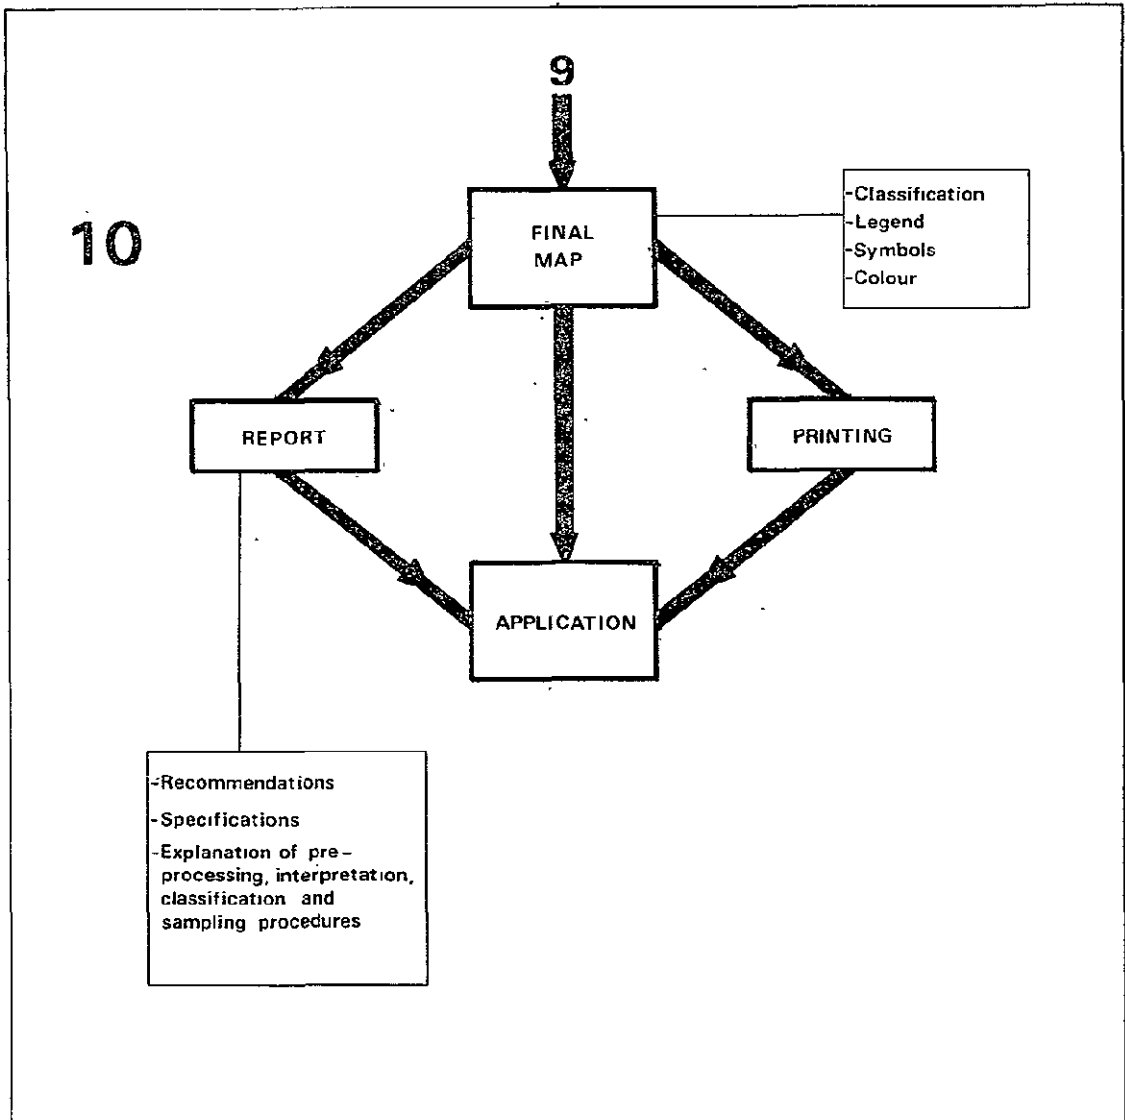 9
10
FINAL
MAP
-Classification
-Legend
-Symbols
-Colour
REPORT
PRINTING
APPLICATION
-Recommendations
-Specifications
-Explanation of pre-
processing, interpretation,
classification and
sampling procedures